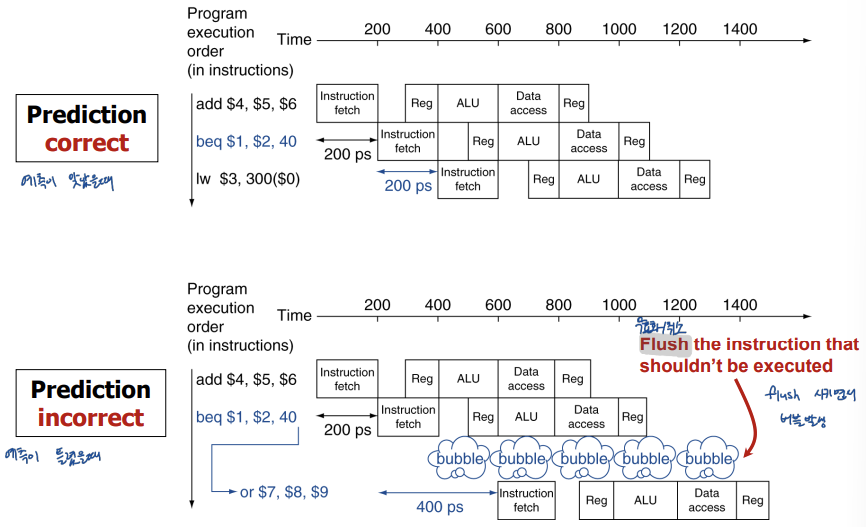 Program
execution
order
(in instructions)
Time
200 400 600 800 1000 1200 1400
Prediction
correct
예측이 맞았을때
add $4, $5, $6
Instruction
fetch
Reg
ALU
Data
access
Reg
beq $1, $2, 40
200 ps
Instruction
fetch
Reg
ALU
Data
access
Reg
lw $3, 300($0)
200 ps
Instruction
fetch
Reg
ALU
Data
access
Reg
Program
execution
order
(in instructions)
Time
200 400 600 800 1000 1200 1400
Flush the instruction that
shouldn't be executed
flush 시키면서
버블 발생
Prediction
incorrect
예측이 틀렸을때
add $4, $5, $6
Instruction
fetch
Reg
ALU
Data
access
Reg
beq $1, $2, 40
200 ps
Instruction
fetch
Reg
ALU
Data
access
Reg
bubble bubble bubble bubble bubble
or $7, $8, $9
400 ps
Instruction
fetch
Reg
ALU
Data
access
Reg